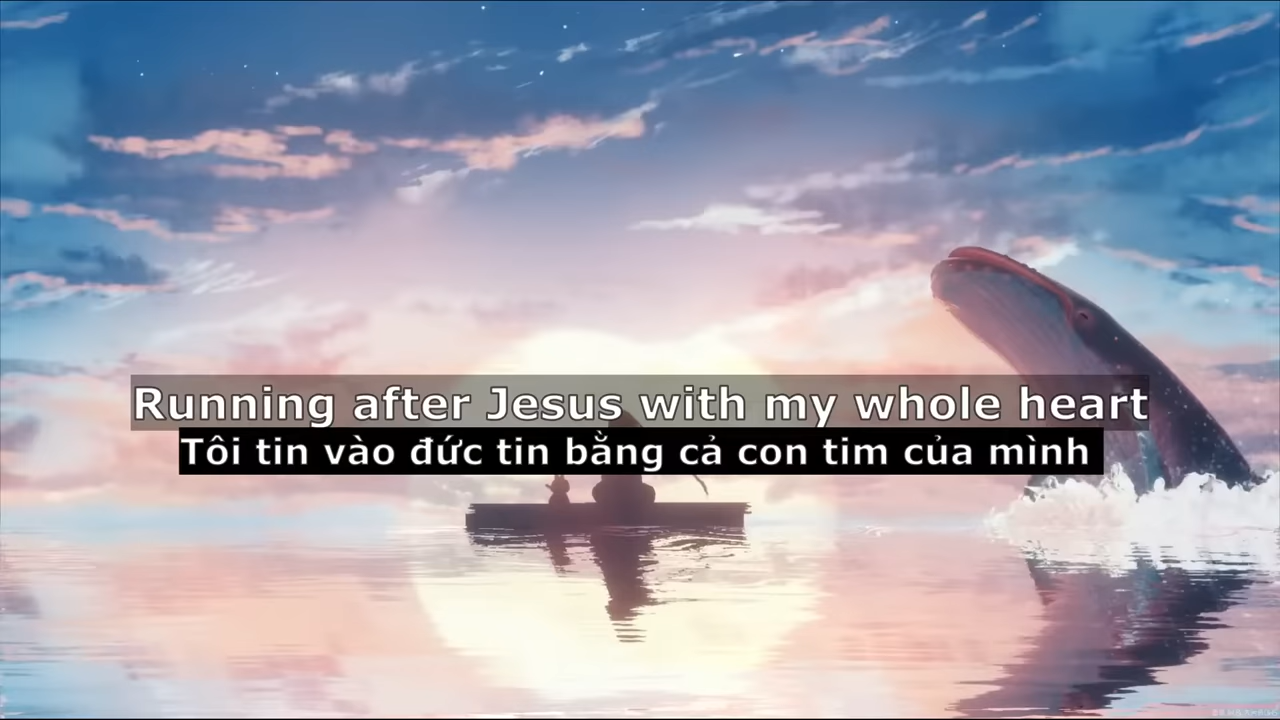 Running after Jesus with my whole heart
Tôi tin vào đức tin bằng cả con tim của mình